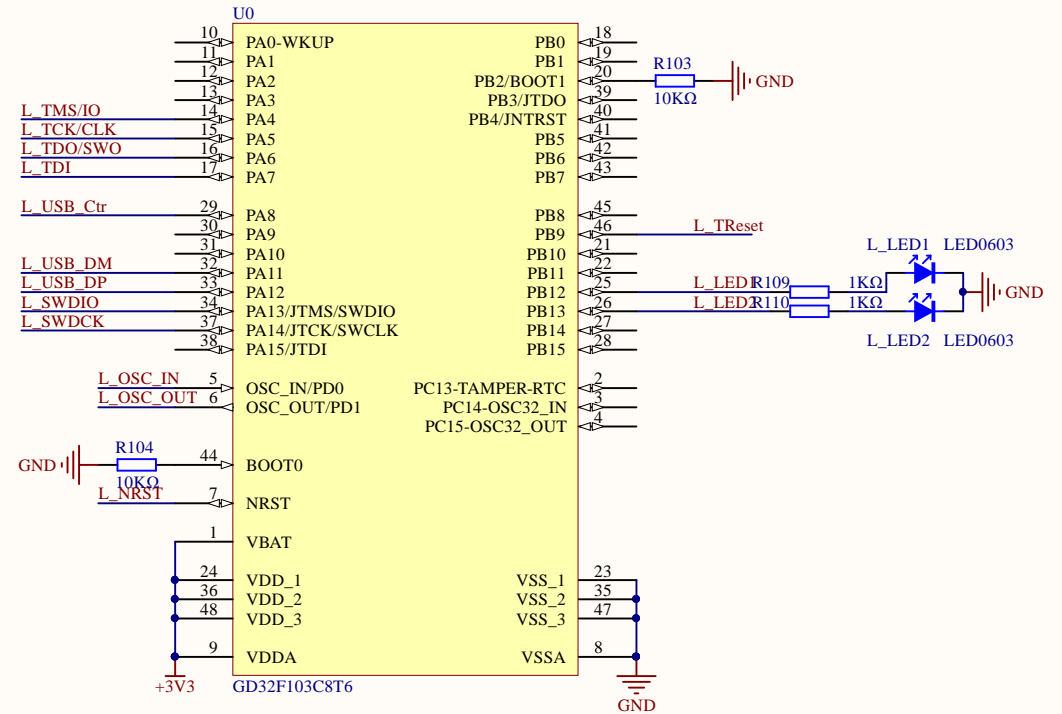 U0
10 PA0-WKUP PB0 18
11 PA1 PB1 19
12 PA2 PB2/BOOT1 20 R103 10KΩ GND
13 PA3 PB3/JTDO 39
L_TMS/IO 14 PA4 PB4/JNTRST 40
L_TCK/CLK 15 PA5 PB5 41
L_TDO/SWO 16 PA6 PB6 42
L_TDI 17 PA7 PB7 43
L_USB_Ctr 29 PA8 PB8 45
30 PA9 PB9 46 L_TReset
31 PA10 PB10 21
L_LED1 LED0603
L_USB_DM 32 PA11 PB11 22
L_USB_DP 33 PA12 PB12 25 L_LED1 R109 1KΩ GND
L_SWDIO 34 PA13/JTMS/SWDIO PB13 26 L_LED2 R110 1KΩ
L_SWDCK 37 PA14/JTCK/SWCLK PB14 27
L_LED2 LED0603
38 PA15/JTDI PB15 28
L_OSC_IN 5 OSC_IN/PD0 PC13-TAMPER-RTC 2
L_OSC_OUT 6 OSC_OUT/PD1 PC14-OSC32_IN 3
PC15-OSC32_OUT 4
R104
GND 44 BOOT0
10KΩ
L_NRST 7 NRST
1 VBAT
24 VDD_1 VSS_1 23
36 VDD_2 VSS_2 35
48 VDD_3 VSS_3 47
9 VDDA VSSA 8
+3V3 GD32F103C8T6
GND